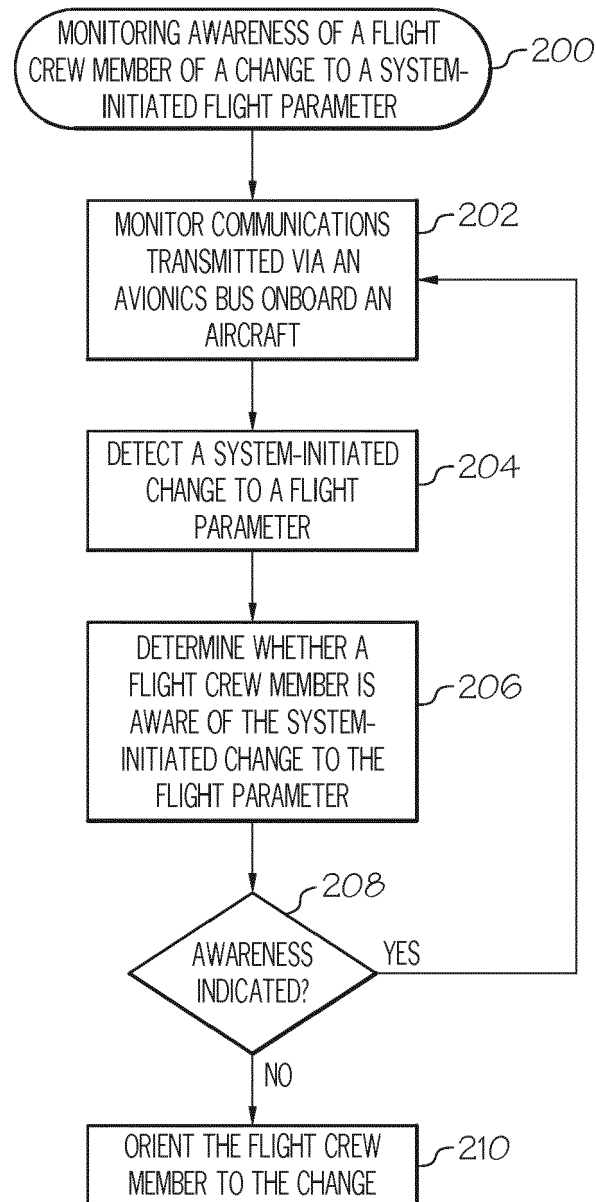 MONITORING AWARENESS OF A FLIGHT
CREW MEMBER OF A CHANGE TO A SYSTEM-
INITIATED FLIGHT PARAMETER
200
MONITOR COMMUNICATIONS
TRANSMITTED VIA AN
AVIONICS BUS ONBOARD AN
AIRCRAFT
202
DETECT A SYSTEM-INITIATED
CHANGE TO A FLIGHT
PARAMETER
204
DETERMINE WHETHER A
FLIGHT CREW MEMBER IS
AWARE OF THE SYSTEM-
INITIATED CHANGE TO THE
FLIGHT PARAMETER
206
208
AWARENESS
INDICATED?
YES
NO
ORIENT THE FLIGHT CREW
MEMBER TO THE CHANGE
210